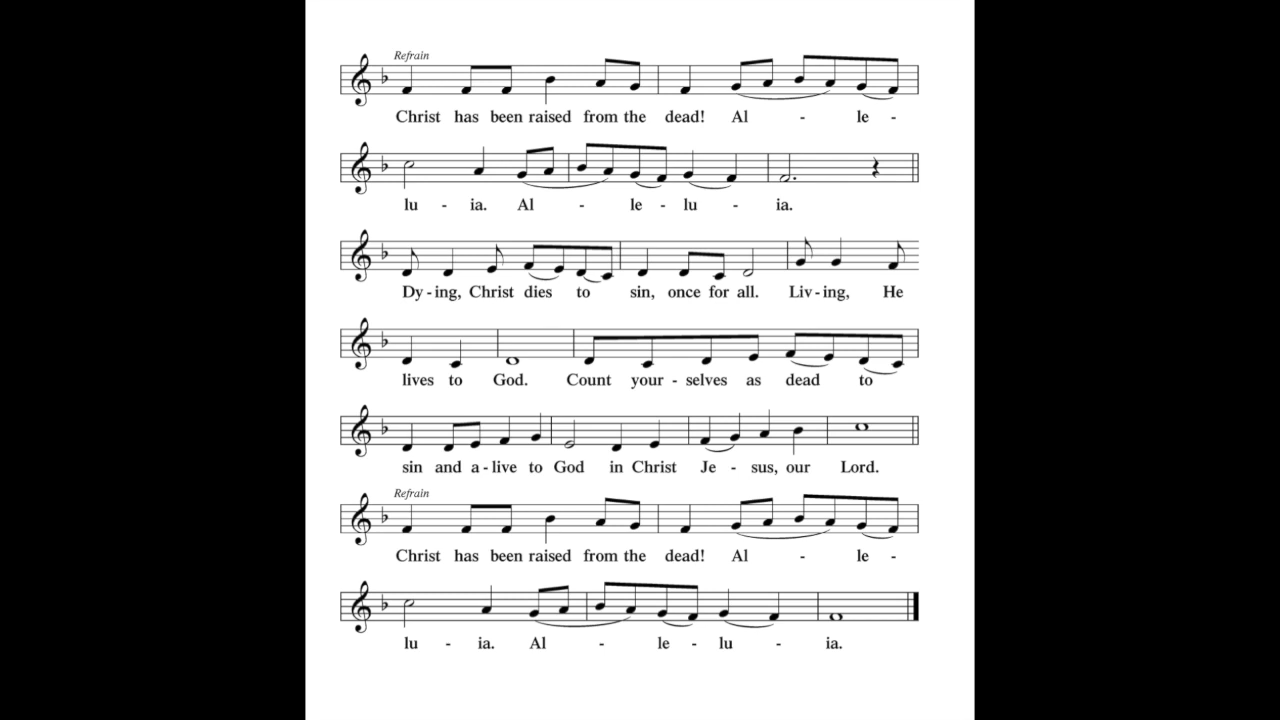 Refrain
Christ has been raised from the dead! Al - le -
lu - ia. Al - le - lu - ia.
Dy - ing, Christ dies to sin, once for all. Liv - ing, He
lives to God. Count your - selves as dead to
sin and a - live to God in Christ Je - sus, our Lord.
Refrain
Christ has been raised from the dead! Al - le -
lu - ia. Al - le - lu - ia.